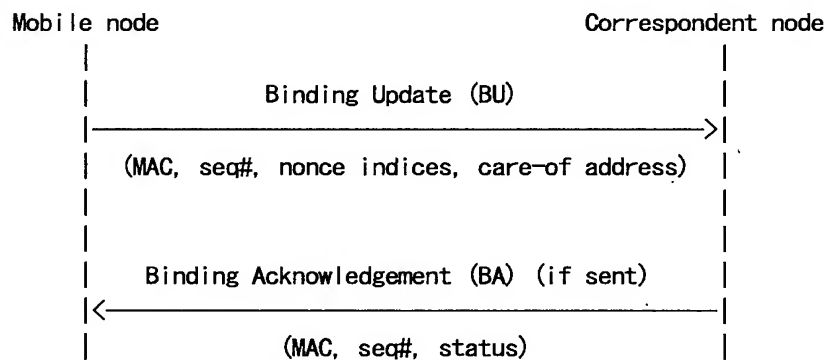 Mobile node Correspondent node
Binding Update (BU)
(MAC, seq#, nonce indices, care-of address)
Binding Acknowledgement (BA) (if sent)
(MAC, seq#, status)